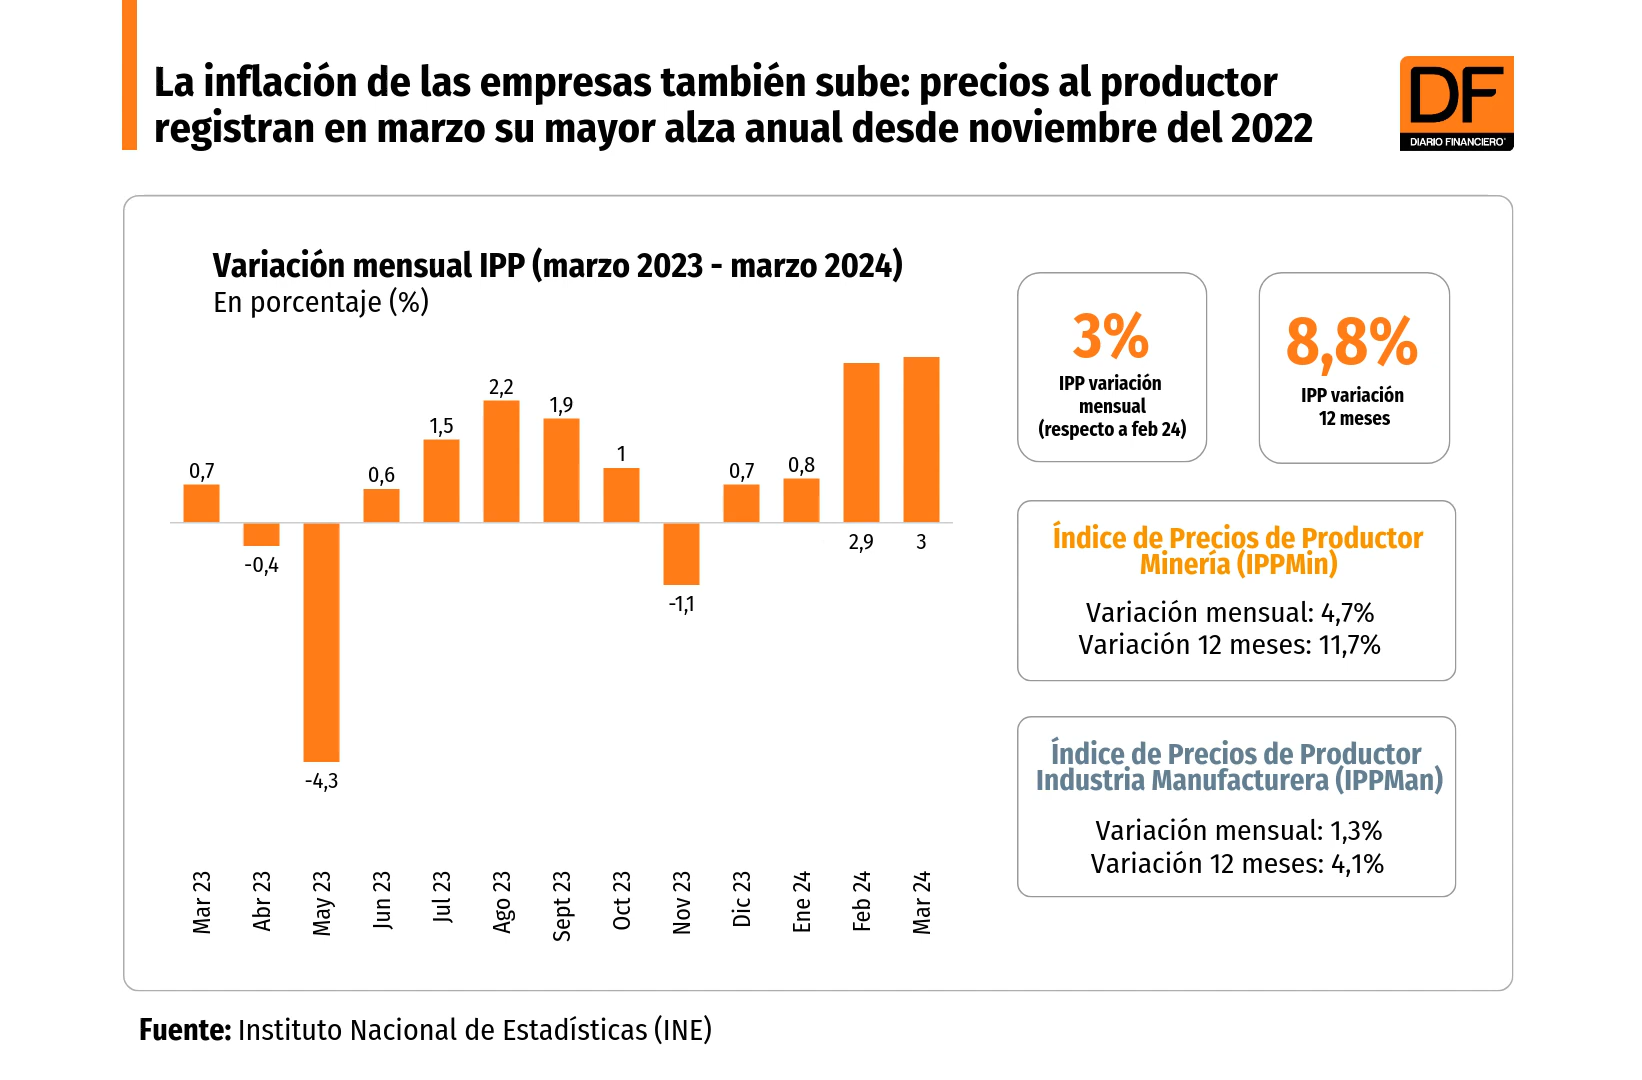 La inflación de las empresas también sube: precios al productor
registran en marzo su mayor alza anual desde noviembre del 2022
DF
DIARIO FINANCIERO
Variación mensual IPP (marzo 2023 - marzo 2024)
En porcentaje (%)
0,7
-0,4
-4,3
0,6
1,5
2,2
1,9
1
-1,1
0,7
0,8
2,9
3
Mar 23
Abr 23
May 23
Jun 23
Jul 23
Ago 23
Sept 23
Oct 23
Nov 23
Dic 23
Ene 24
Feb 24
Mar 24
3%
IPP variación
mensual
(respecto a feb 24)
8,8%
IPP variación
12 meses
Índice de Precios de Productor
Minería (IPPMin)
Variación mensual: 4,7%
Variación 12 meses: 11,7%
Índice de Precios de Productor
Industria Manufacturera (IPPMan)
Variación mensual: 1,3%
Variación 12 meses: 4,1%
Fuente: Instituto Nacional de Estadísticas (INE)